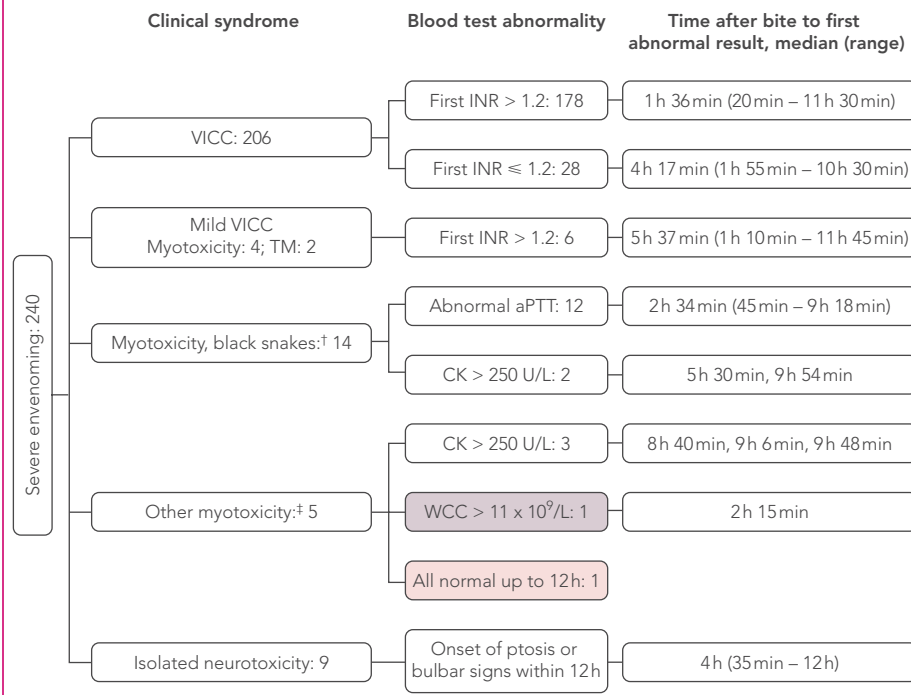 Clinical syndrome
Blood test abnormality
Time after bite to first
abnormal result, median (range)
Severe envenoming: 240
VICC: 206
First INR > 1.2: 178
1 h 36 min (20 min – 11 h 30 min)
First INR ⩽ 1.2: 28
4 h 17 min (1 h 55 min – 10 h 30 min)
Mild VICC
Myotoxicity: 4; TM: 2
First INR > 1.2: 6
5 h 37 min (1 h 10 min – 11 h 45 min)
Myotoxicity, black snakes:† 14
Abnormal aPTT: 12
2 h 34 min (45 min – 9 h 18 min)
CK > 250 U/L: 2
5 h 30 min, 9 h 54 min
Other myotoxicity:‡ 5
CK > 250 U/L: 3
8 h 40 min, 9 h 6 min, 9 h 48 min
WCC > 11 x 10⁹/L: 1
2 h 15 min
All normal up to 12 h: 1
Isolated neurotoxicity: 9
Onset of ptosis or
bulbar signs within 12 h
4 h (35 min – 12 h)